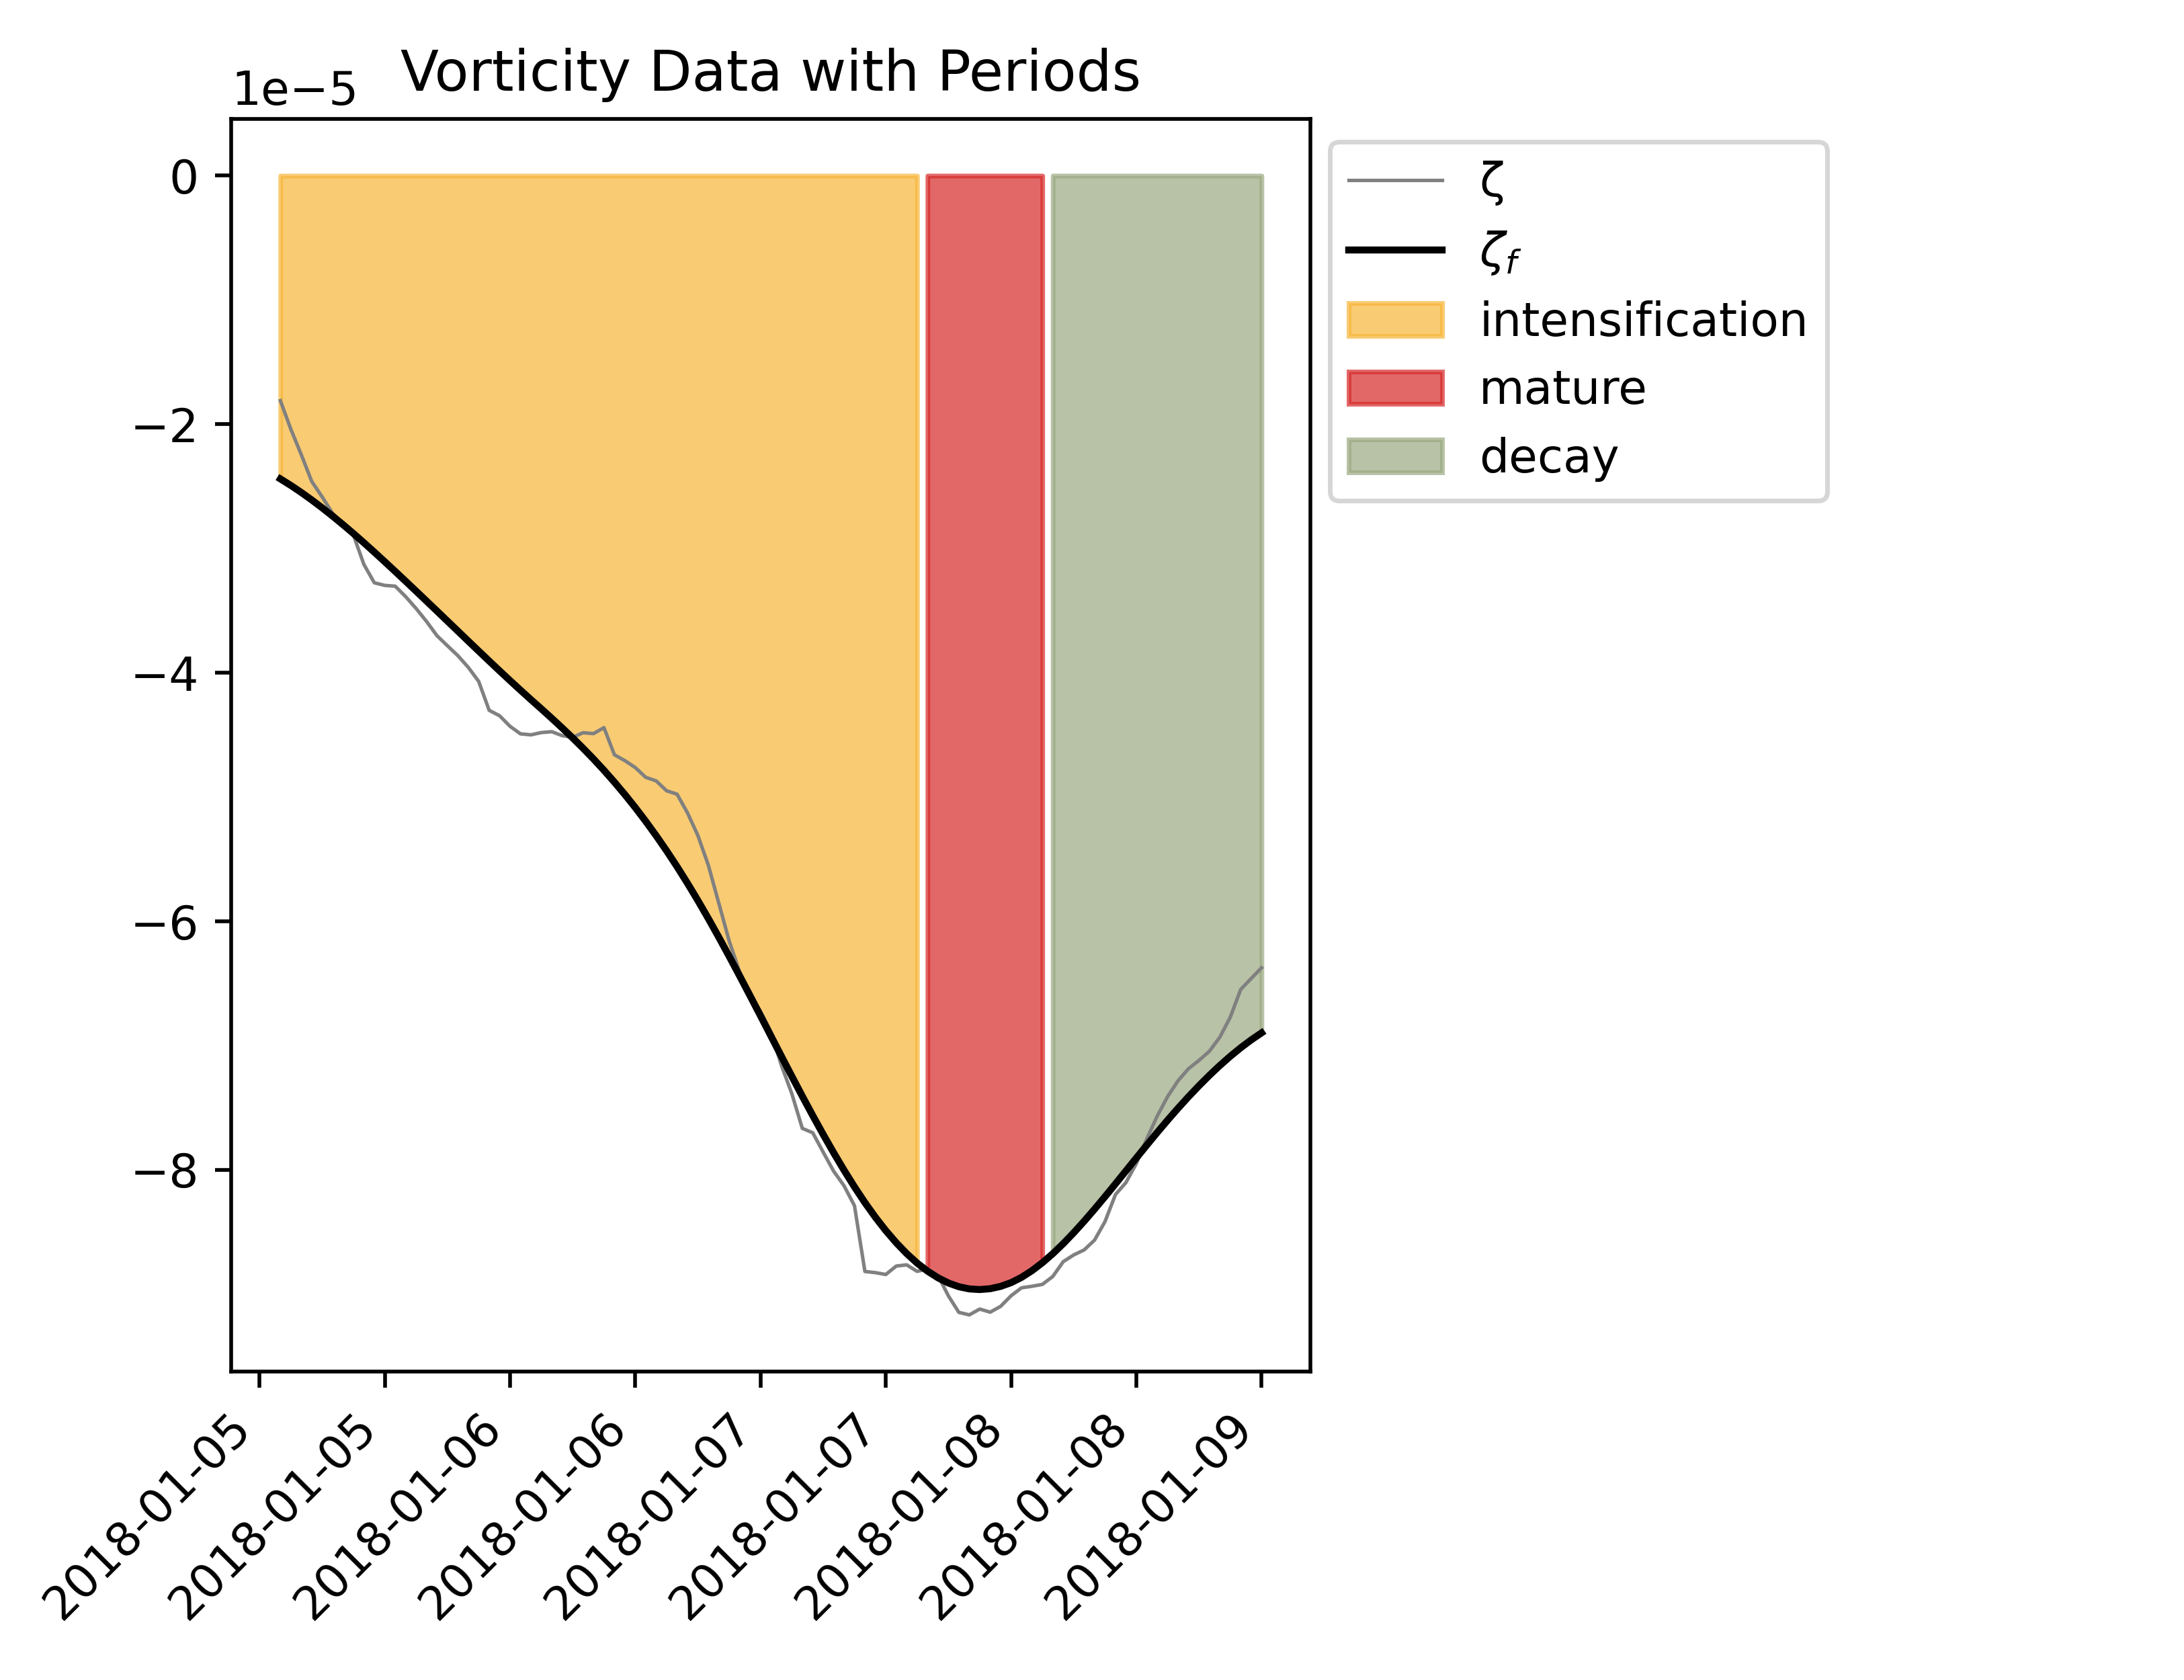 Vorticity Data with Periods
1e−5
0
−2
−4
−6
−8
2018-01-05
2018-01-05
2018-01-06
2018-01-06
2018-01-07
2018-01-07
2018-01-08
2018-01-08
2018-01-09
ζ
ζf
intensification
mature
decay